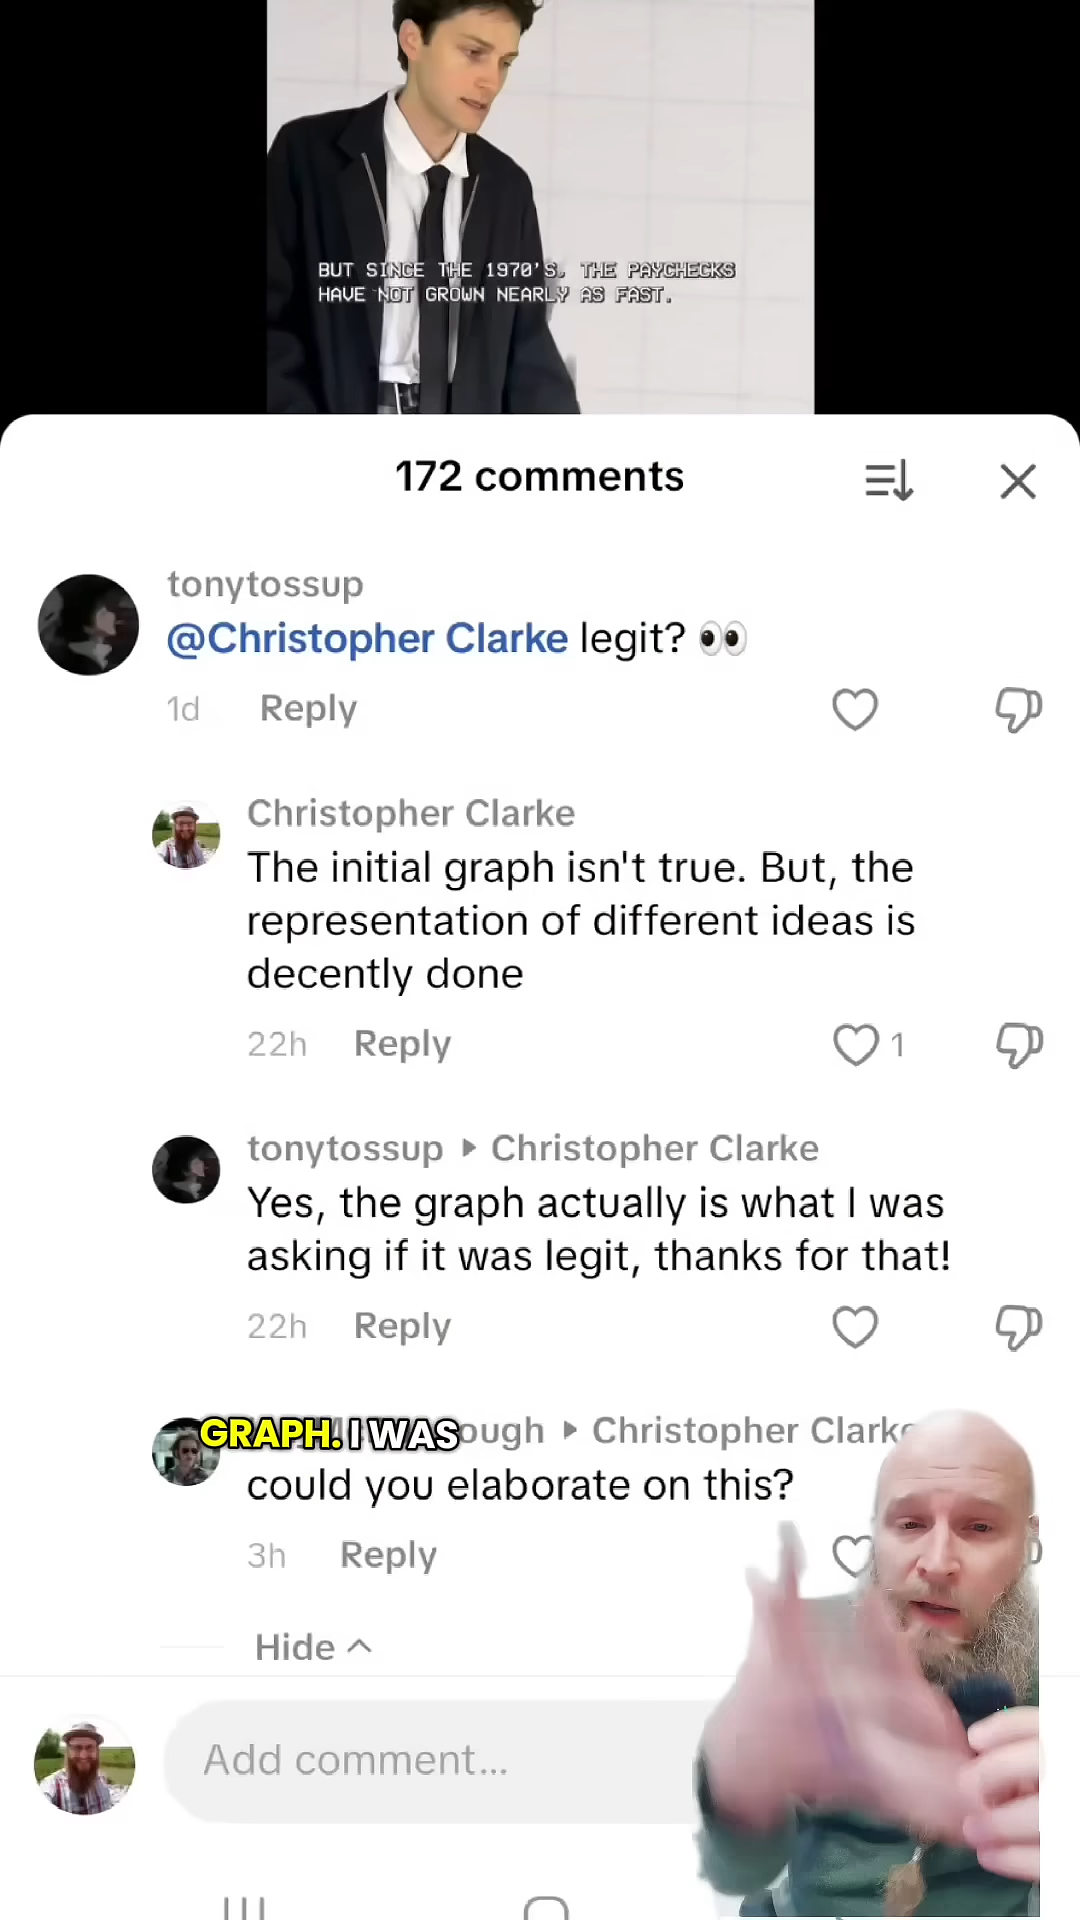 BUT SINCE THE 1970'S, THE PAYCHECKS
HAVE NOT GROWN NEARLY AS FAST.
172 comments
tonytossup
@Christopher Clarke legit? 👀
1d Reply
Christopher Clarke
The initial graph isn't true. But, the
representation of different ideas is
decently done
22h Reply 1
tonytossup ▸ Christopher Clarke
Yes, the graph actually is what I was
asking if it was legit, thanks for that!
22h Reply
GRAPH. I WAS
ough ▸ Christopher Clarke
could you elaborate on this?
3h Reply
Hide
Add comment...